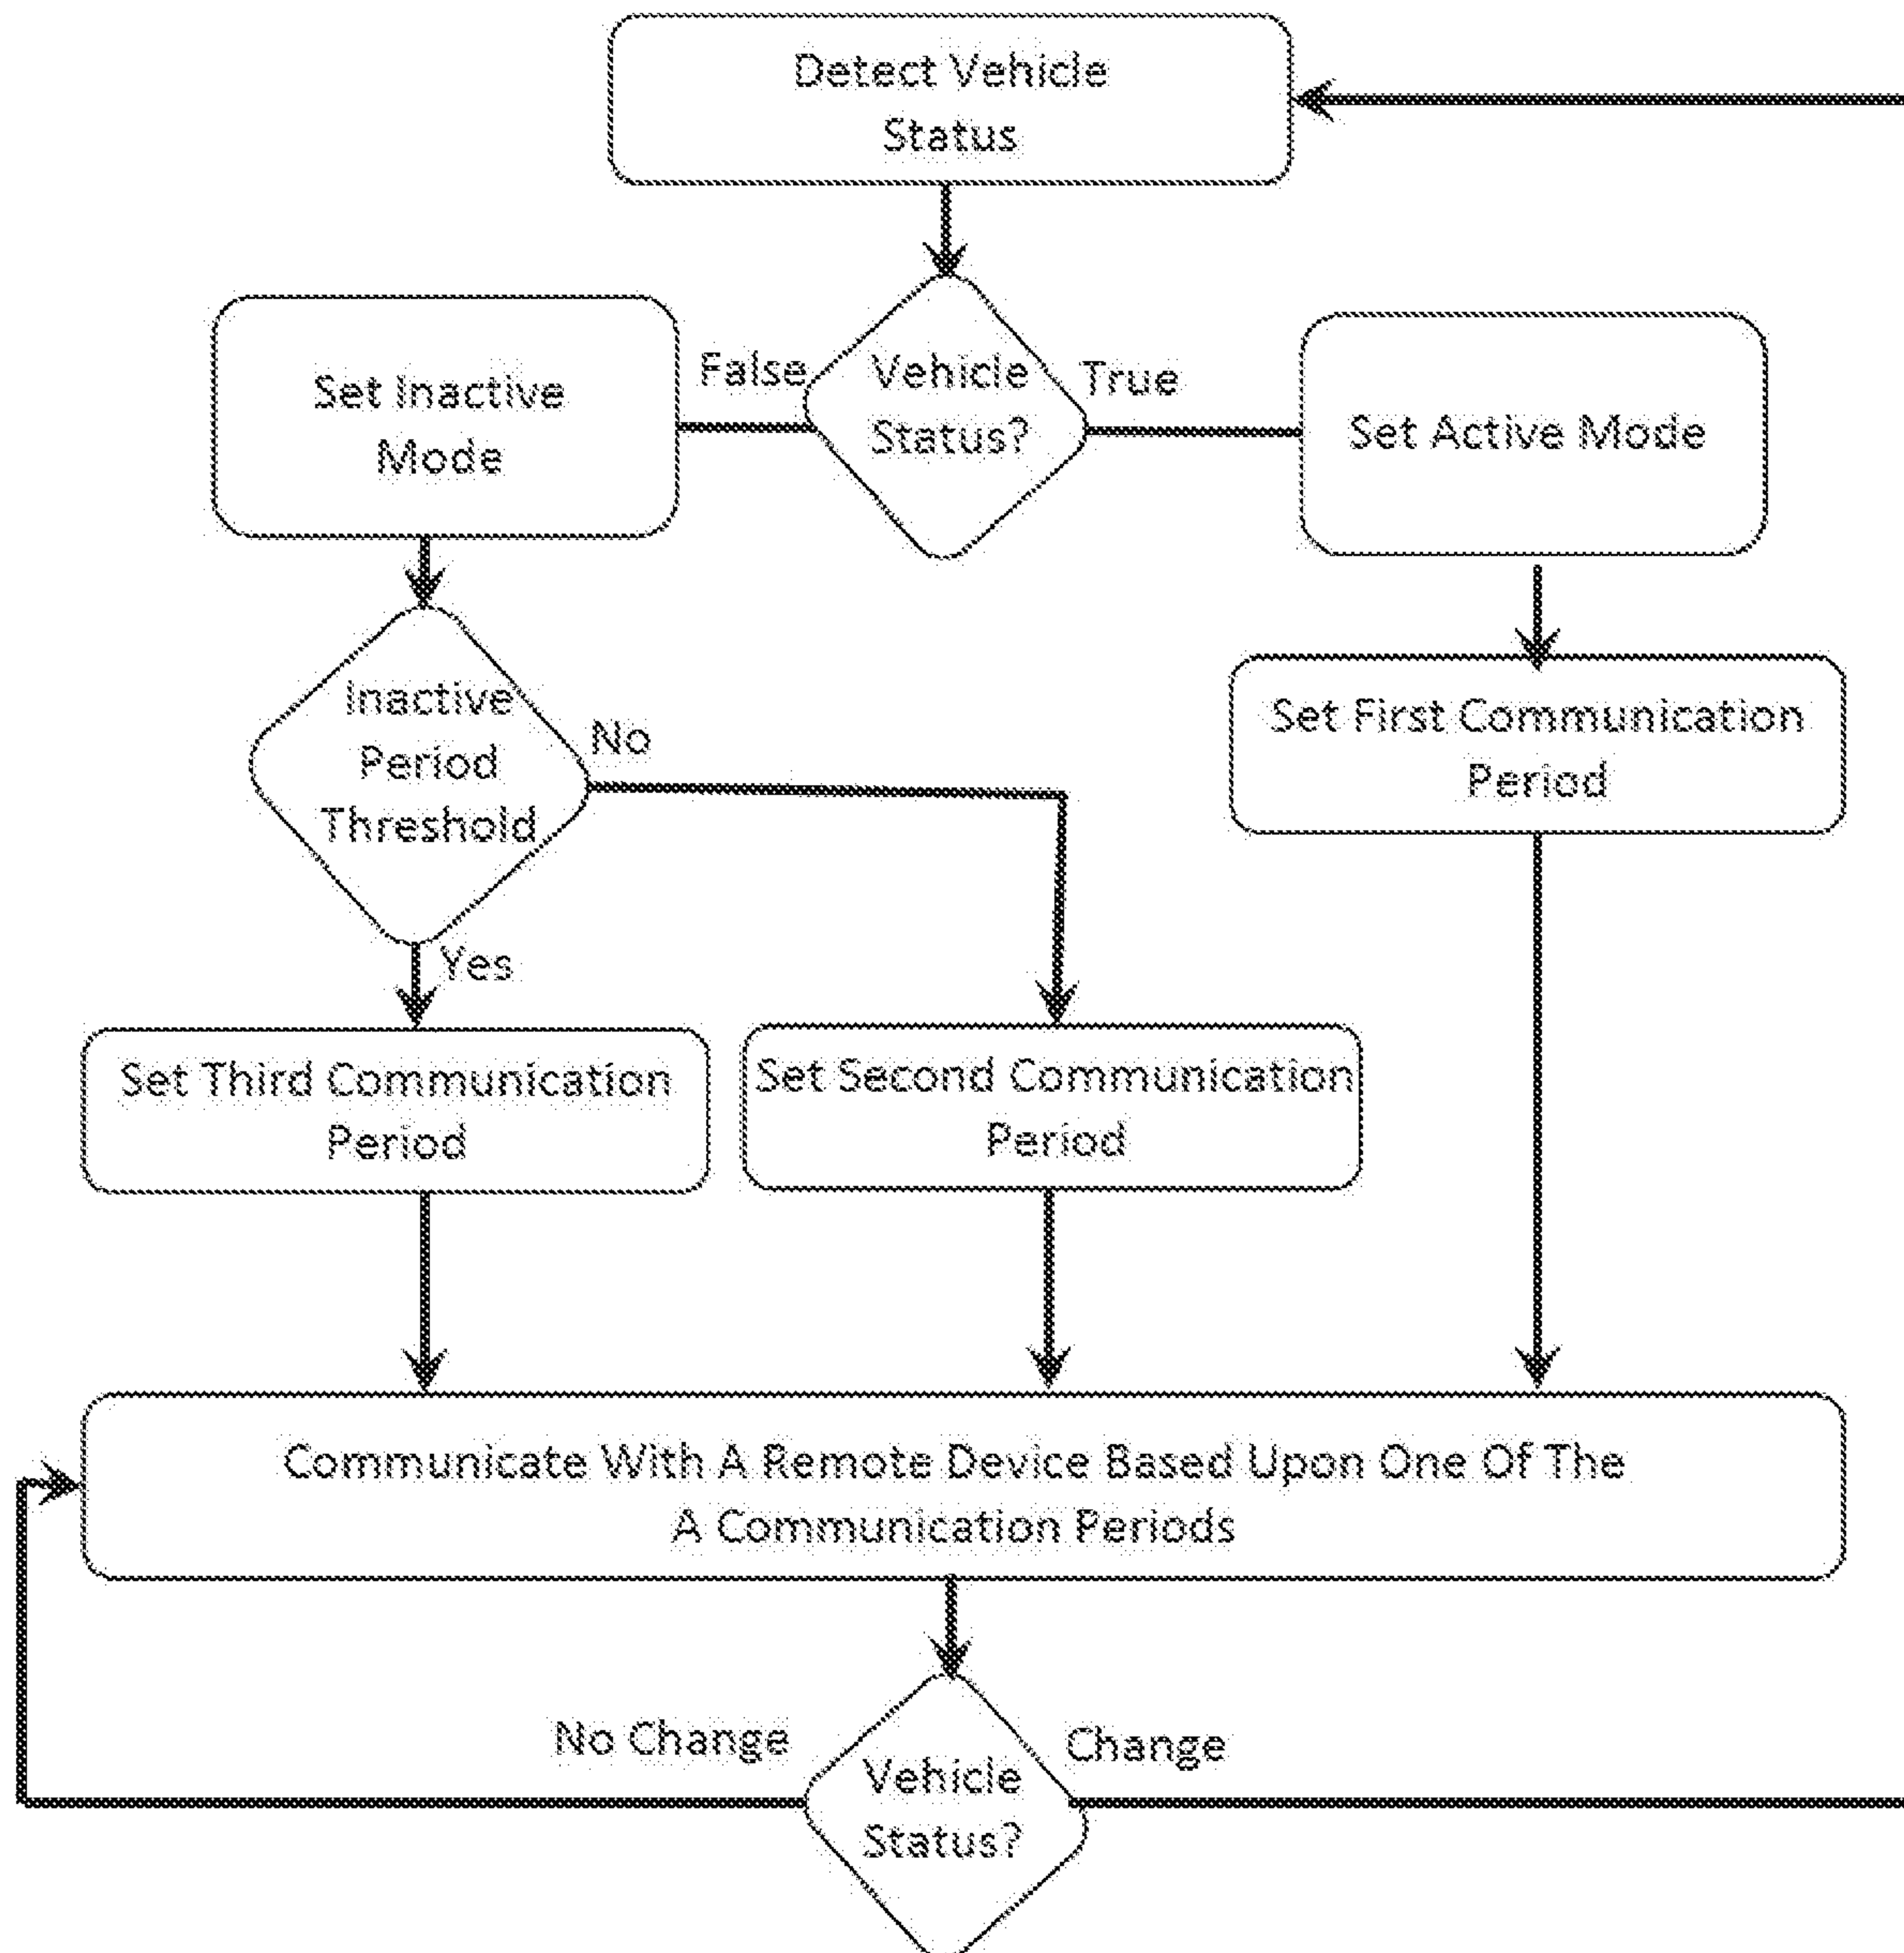 Detect Vehicle
Status
False
Vehicle
Status?
True
Set Inactive
Mode
Set Active Mode
Inactive
Period
Threshold
No
Yes
Set First Communication
Period
Set Third Communication
Period
Set Second Communication
Period
Communicate With A Remote Device Based Upon One Of The
A Communication Periods
No Change
Vehicle
Status?
Change